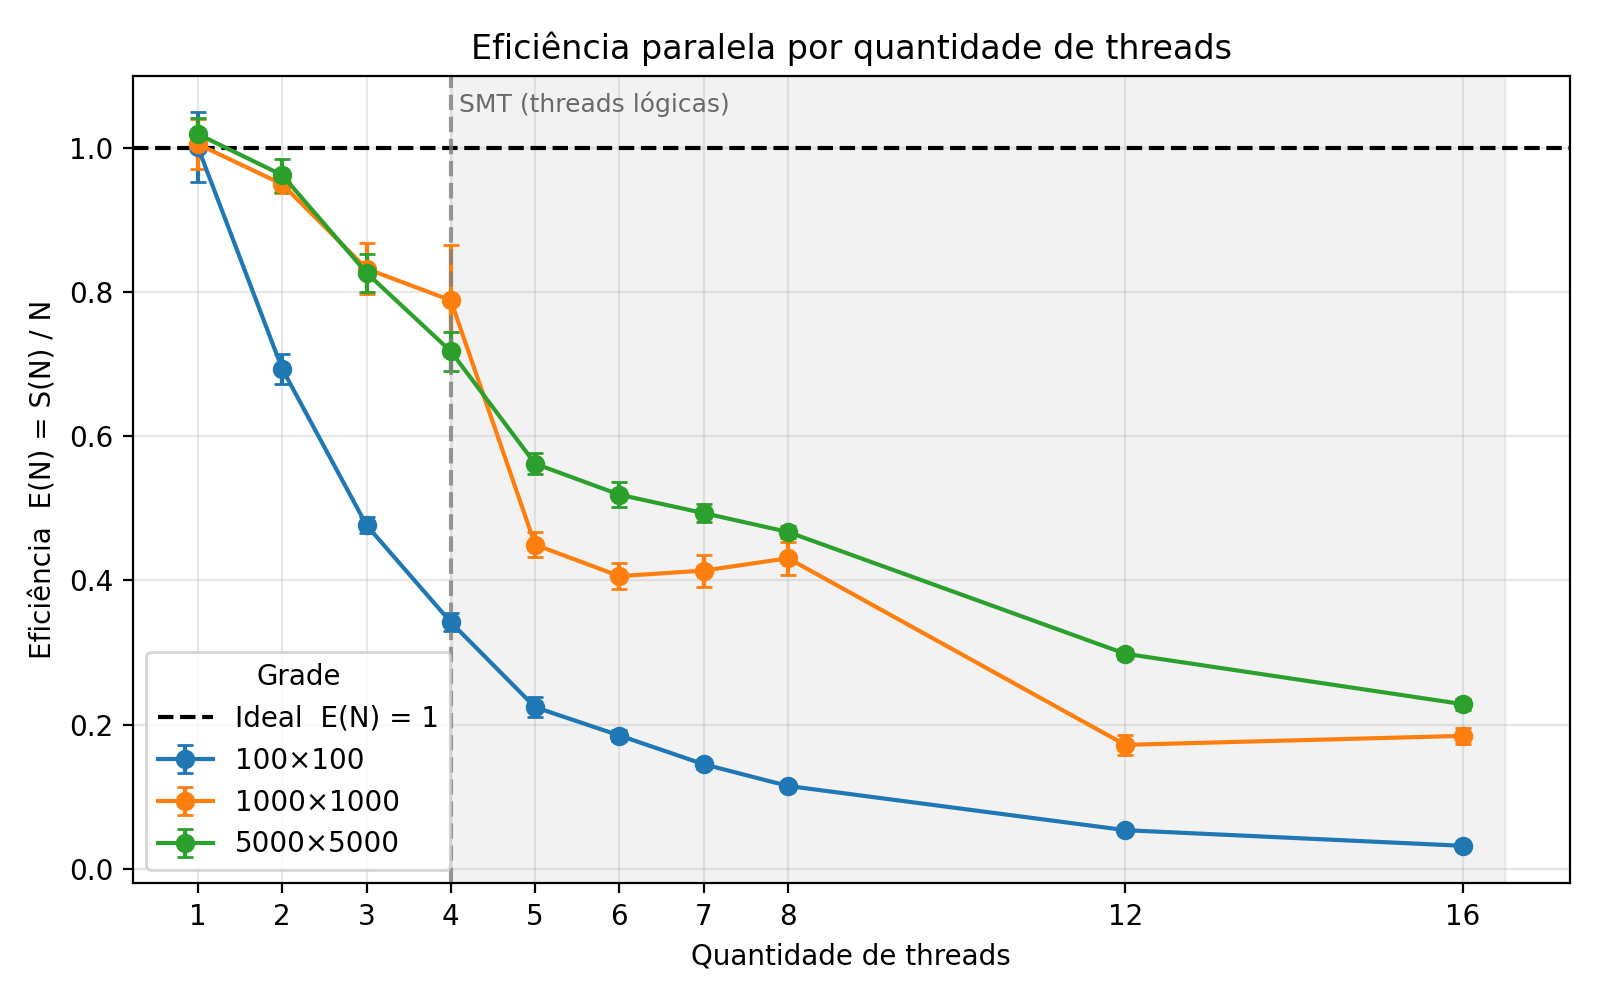 Eficiência paralela por quantidade de threads
SMT (threads lógicas)
1.0
0.8
0.6
0.4
0.2
0.0
Eficiência  E(N) = S(N) / N
Grade
Ideal  E(N) = 1
100×100
1000×1000
5000×5000
1 2 3 4 5 6 7 8 12 16
Quantidade de threads